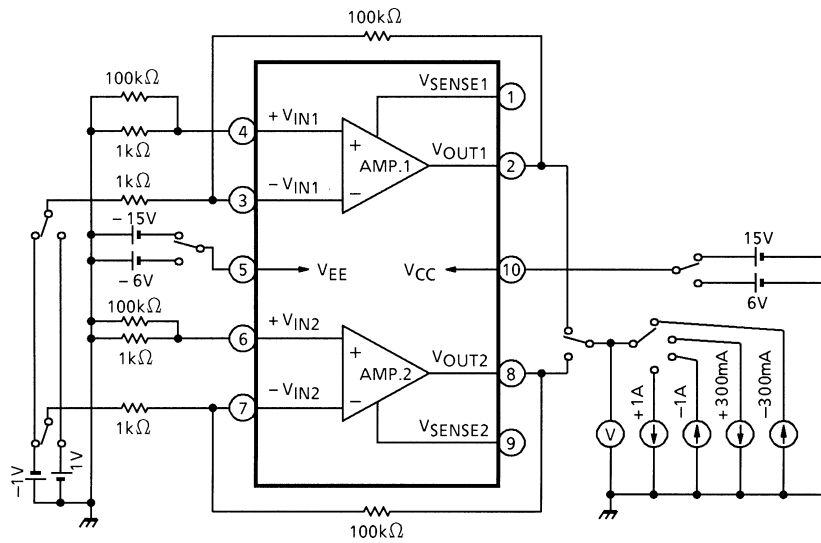 100kΩ
100kΩ
VSENSE1
1
+VIN1
4
+
AMP.1
−
VOUT1
2
1kΩ
1kΩ
−VIN1
3
−15V
−6V
5
VEE
VCC
10
15V
6V
100kΩ
1kΩ
+VIN2
6
+
AMP.2
−
VOUT2
8
−VIN2
7
1kΩ
VSENSE2
9
−1V
1V
V
+1A
−1A
+300mA
−300mA
100kΩ